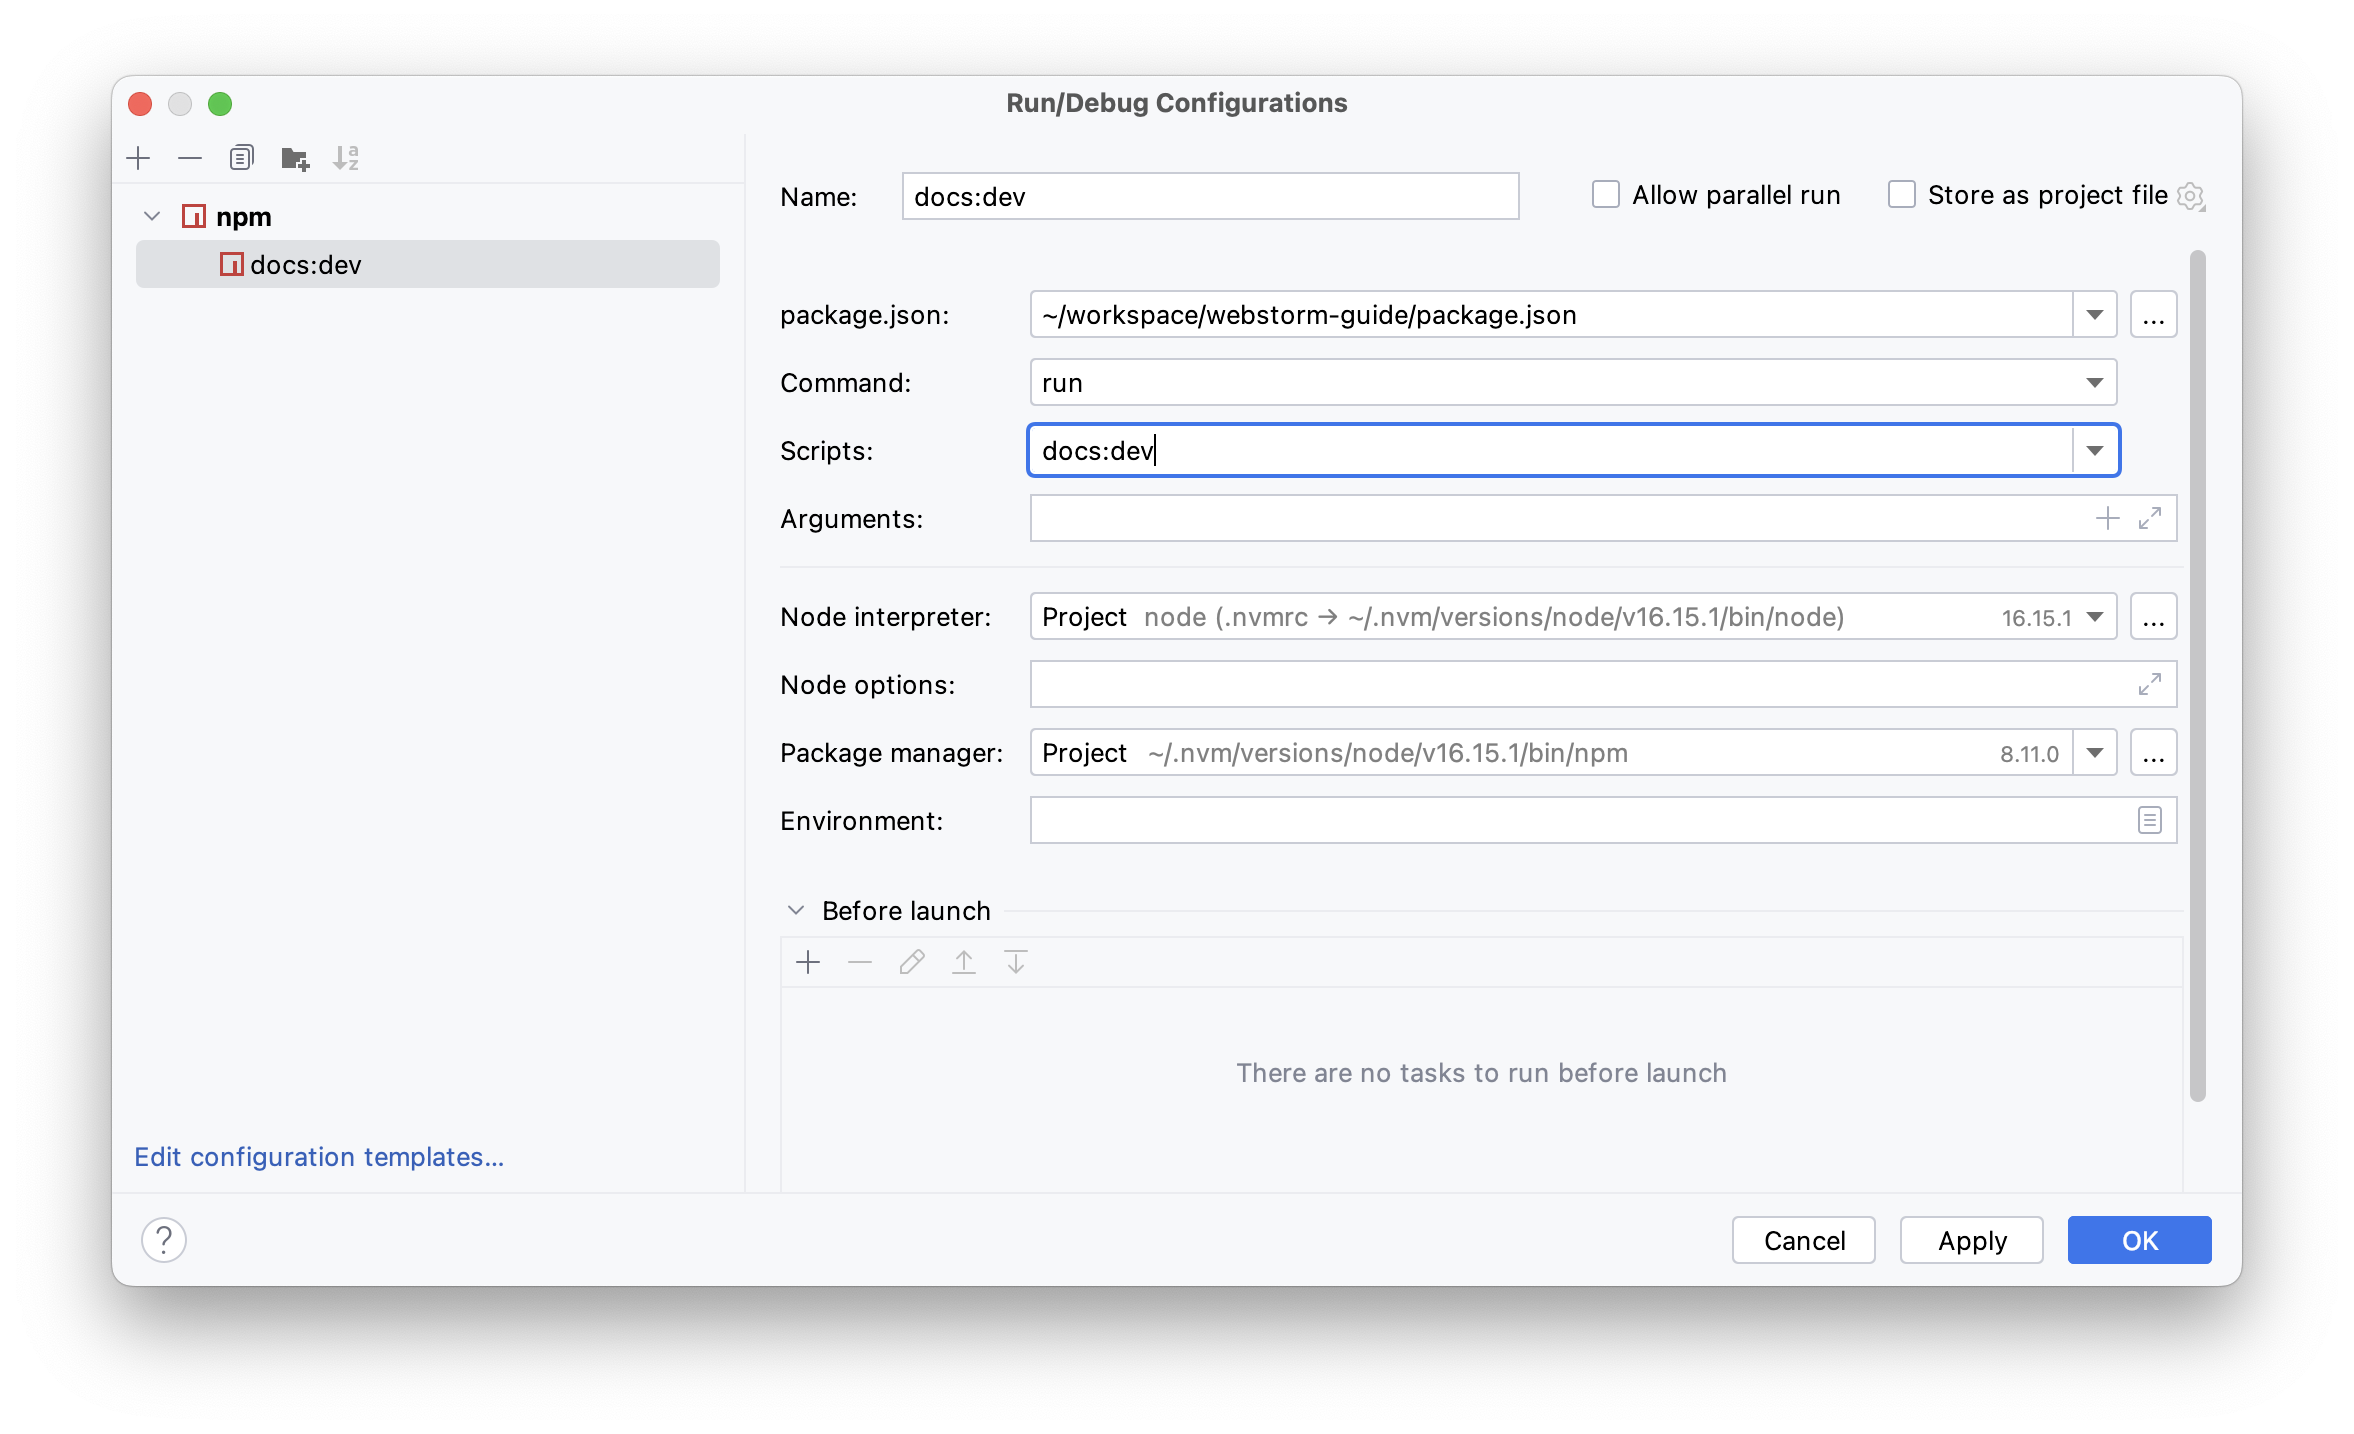 Run/Debug Configurations
npm
docs:dev
Edit configuration templates...
Name: docs:dev
Allow parallel run
Store as project file
package.json: ~/workspace/webstorm-guide/package.json ...
Command: run
Scripts: docs:dev
Arguments:
Node interpreter: Project node (.nvmrc → ~/.nvm/versions/node/v16.15.1/bin/node) 16.15.1 ...
Node options:
Package manager: Project ~/.nvm/versions/node/v16.15.1/bin/npm 8.11.0 ...
Environment:
Before launch
There are no tasks to run before launch
?
Cancel
Apply
OK